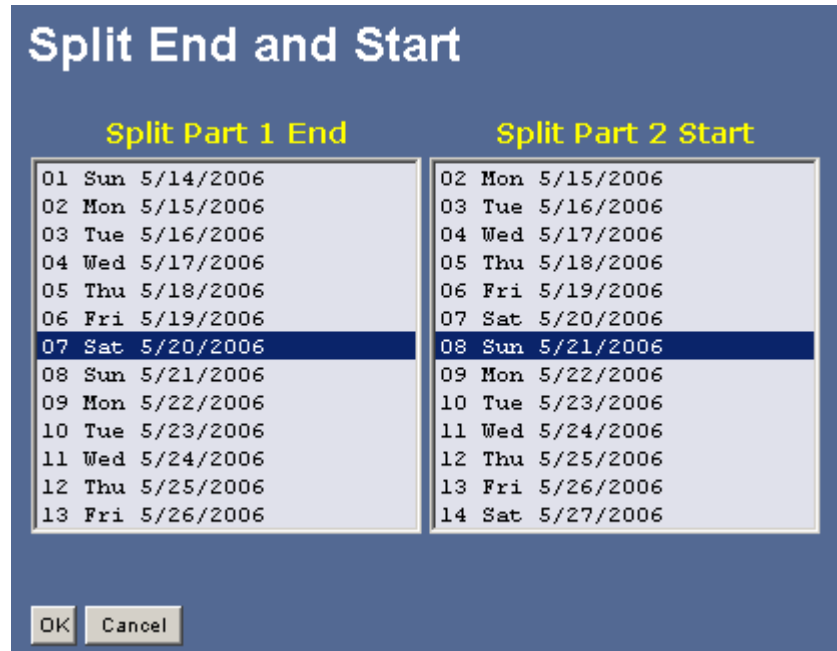 Split End and Start
Split Part 1 End
01 Sun 5/14/2006
02 Mon 5/15/2006
03 Tue 5/16/2006
04 Wed 5/17/2006
05 Thu 5/18/2006
06 Fri 5/19/2006
07 Sat 5/20/2006
08 Sun 5/21/2006
09 Mon 5/22/2006
10 Tue 5/23/2006
11 Wed 5/24/2006
12 Thu 5/25/2006
13 Fri 5/26/2006
Split Part 2 Start
02 Mon 5/15/2006
03 Tue 5/16/2006
04 Wed 5/17/2006
05 Thu 5/18/2006
06 Fri 5/19/2006
07 Sat 5/20/2006
08 Sun 5/21/2006
09 Mon 5/22/2006
10 Tue 5/23/2006
11 Wed 5/24/2006
12 Thu 5/25/2006
13 Fri 5/26/2006
14 Sat 5/27/2006
OK
Cancel